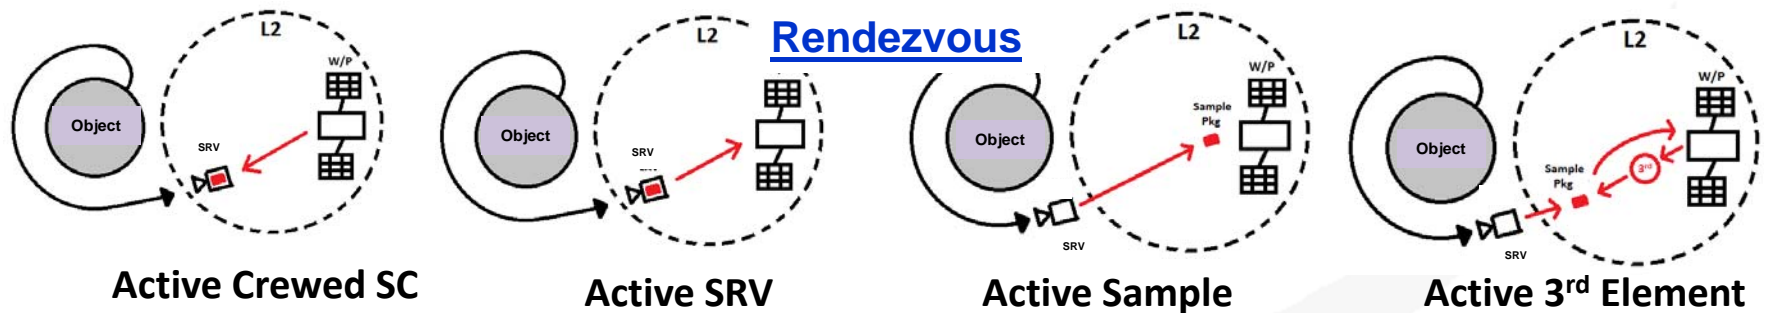 Rendezvous
L2
W/P
Object
SRV
Active Crewed SC
L2
Object
SRV
Active SRV
L2
Sample
Pkg
Object
SRV
Active Sample
L2
W/P
Object
Sample
Pkg
3rd
SRV
Active 3rd Element